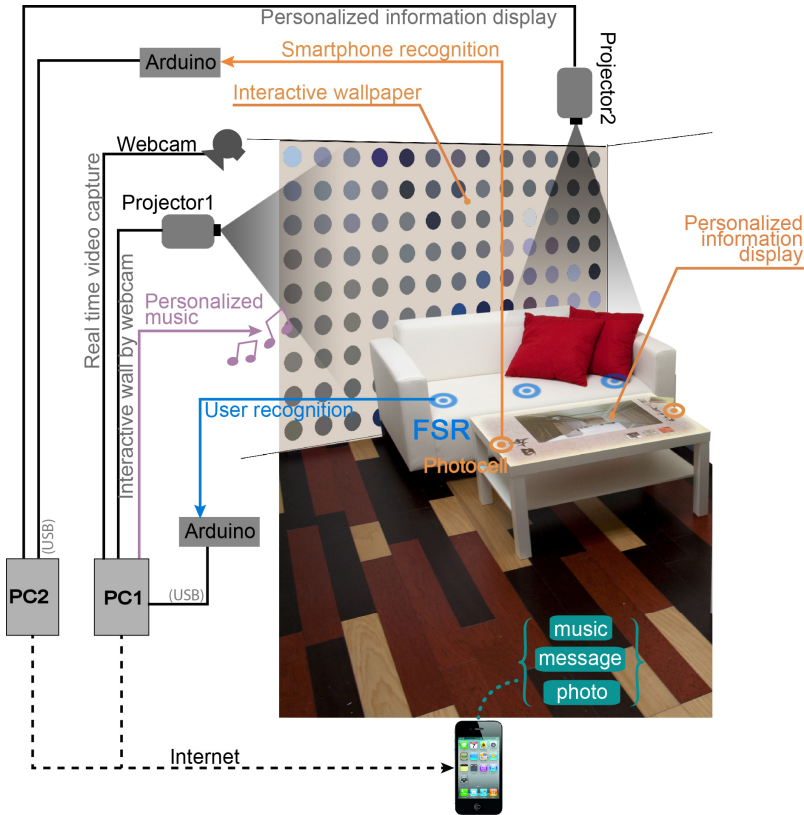 Personalized information display
Smartphone recognition
Arduino
Interactive wallpaper
Projector2
Webcam
Projector1
Real time video capture
Interactive wall by webcam
Personalized
music
Personalized
information
display
User recognition
FSR
Photocell
Arduino
(USB)
(USB)
PC2
PC1
music
message
photo
Internet